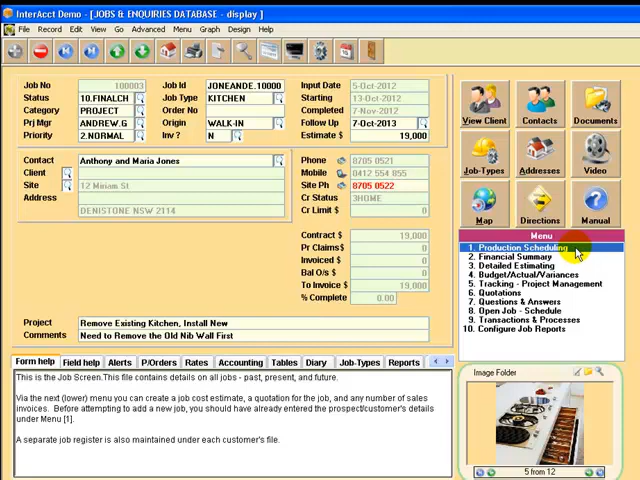 InterAcct Demo - [JOBS & ENQUIRIES DATABASE - display ]
File Record Edit View Go Advanced Menu Graph Design Help
Job No 100003 Job Id JONEANDE.10000 Input Date 5-Oct-2012
Status 10.FINALCH Job Type KITCHEN Starting 13-Oct-2012
Category PROJECT Order No Completed 7-Nov-2012
Prj Mgr ANDREW.G Origin WALK-IN Follow Up 7-Oct-2013
Priority 2.NORMAL Inv ? N Estimate $ 19,000
View Client Contacts Documents
Job-Types Addresses Video
Map Directions Manual
Contact Anthony and Maria Jones Phone 8705 0521
Client Mobile 0412 554 855
Site 12 Miriam St Site Ph 8705 0522
Address Cr Status 3HOME
DENISTONE NSW 2114 Cr Limit $ 0
Contract $ 19,000
Pr Claims$ 0
Invoiced $ 0
Bal O/s $ 0
To Invoice $ 19,000
% Complete 0.00
Menu
1. Production Scheduling
2. Financial Summary
3. Detailed Estimating
4. Budget/Actual/Variances
5. Tracking - Project Management
6. Quotations
7. Questions & Answers
8. Open Job - Schedule
9. Transactions & Processes
10. Configure Job Reports
Project Remove Existing Kitchen, Install New
Comments Need to Remove the Old Nib Wall First
Form help Field help Alerts P/Orders Rates Accounting Tables Diary Job-Types Reports
This is the Job Screen.This file contains details on all jobs - past, present, and future.
Via the next (lower) menu you can create a job cost estimate, a quotation for the job, and any number of sales
invoices. Before attempting to add a new job, you should have already entered the prospect/customer's details
under Menu [1].
A separate job register is also maintained under each customer's file.
Image Folder
5 from 12